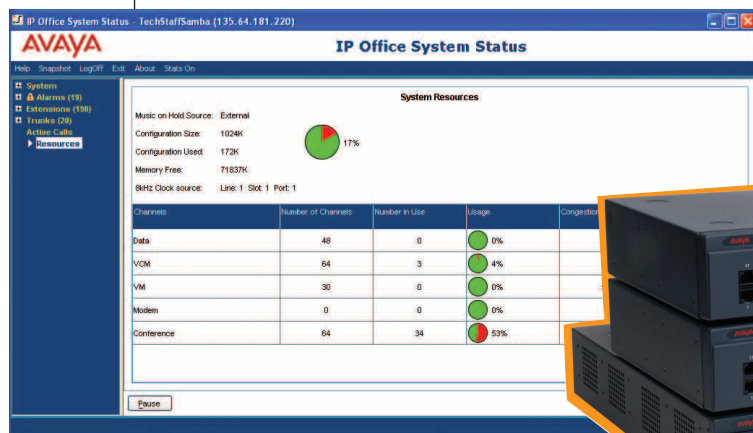 IP Office System Status - TechStaffSamba (135.64.181.220)
AVAYA
IP Office System Status
Help Snapshot LogOff Exit About Stats On
System
Alarms (19)
Extensions (198)
Trunks (20)
Active Calls
Resources
System Resources
Music on Hold Source: External
Configuration Size: 1024K
17%
Configuration Used: 172K
Memory Free: 71837K
8kHz Clock source: Line: 1 Slot: 1 Port: 1
Channels Number of Channels Number in Use Usage Congestion
Data 48 0 0%
VCM 64 3 4%
VM 30 0 0%
Modem 0 0 0%
Conference 64 34 53%
Pause
AVAYA
AVAYA
AVAYA